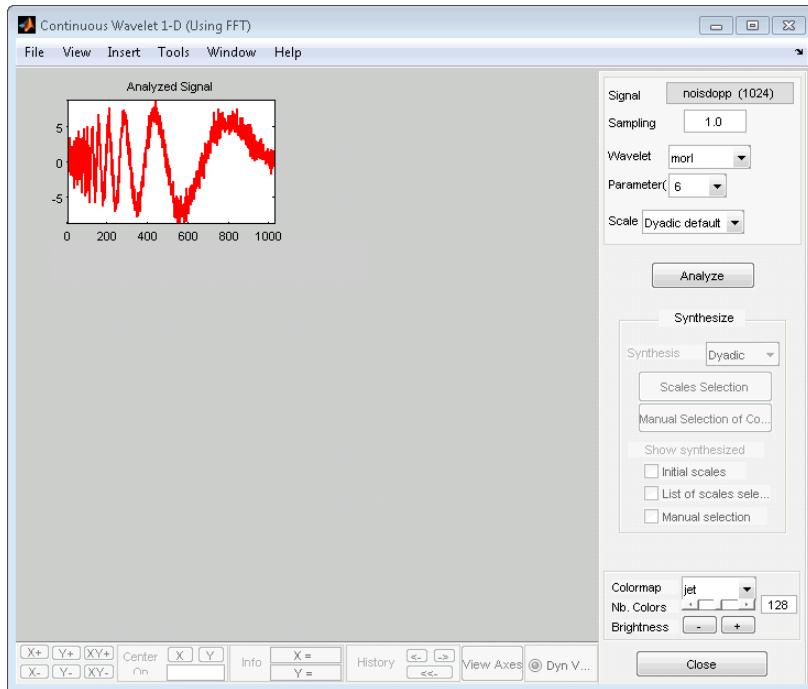 Continuous Wavelet 1-D (Using FFT)
File View Insert Tools Window Help
Analyzed Signal
5
0
-5
0 200 400 600 800 1000
Signal noisdopp (1024)
Sampling 1.0
Wavelet morl
Parameter( 6
Scale Dyadic default
Analyze
Synthesize
Synthesis Dyadic
Scales Selection
Manual Selection of Co...
Show synthesized
Initial scales
List of scales sele...
Manual selection
Colormap jet
Nb. Colors 128
Brightness - +
X+ Y+ XY+ Center X Y Info X = History <- -> View Axes Dyn V...
X- Y- XY- On Y = <<-
Close